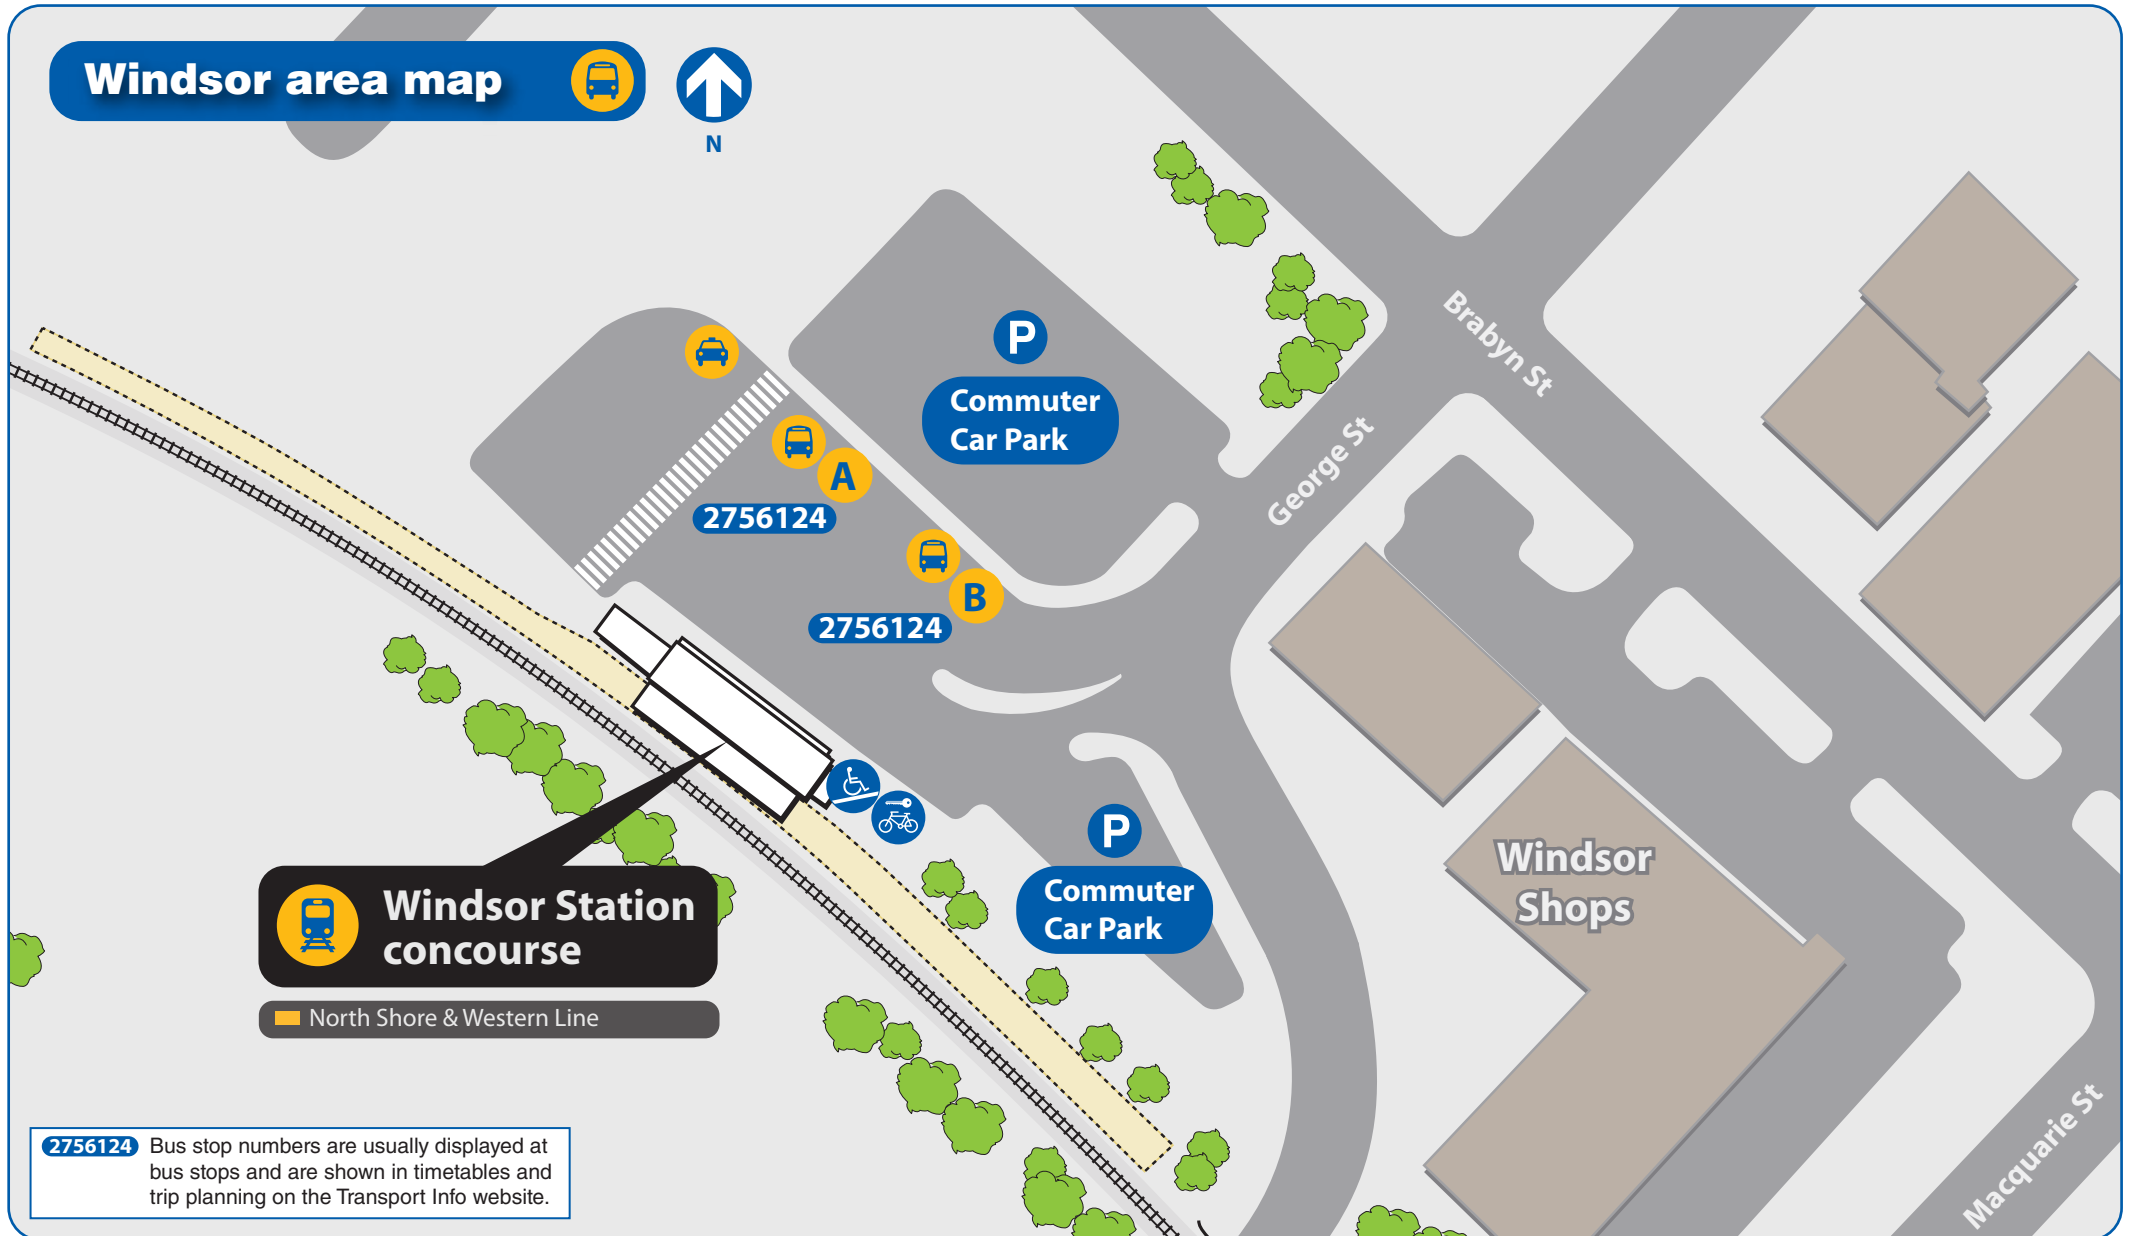 Windsor area map
N
P
Commuter
Car Park
Brabyn St
George St
A
2756124
B
2756124
P
Commuter
Car Park
Windsor
Shops
Windsor Station
concourse
North Shore & Western Line
Macquarie St
2756124 Bus stop numbers are usually displayed at
bus stops and are shown in timetables and
trip planning on the Transport Info website.